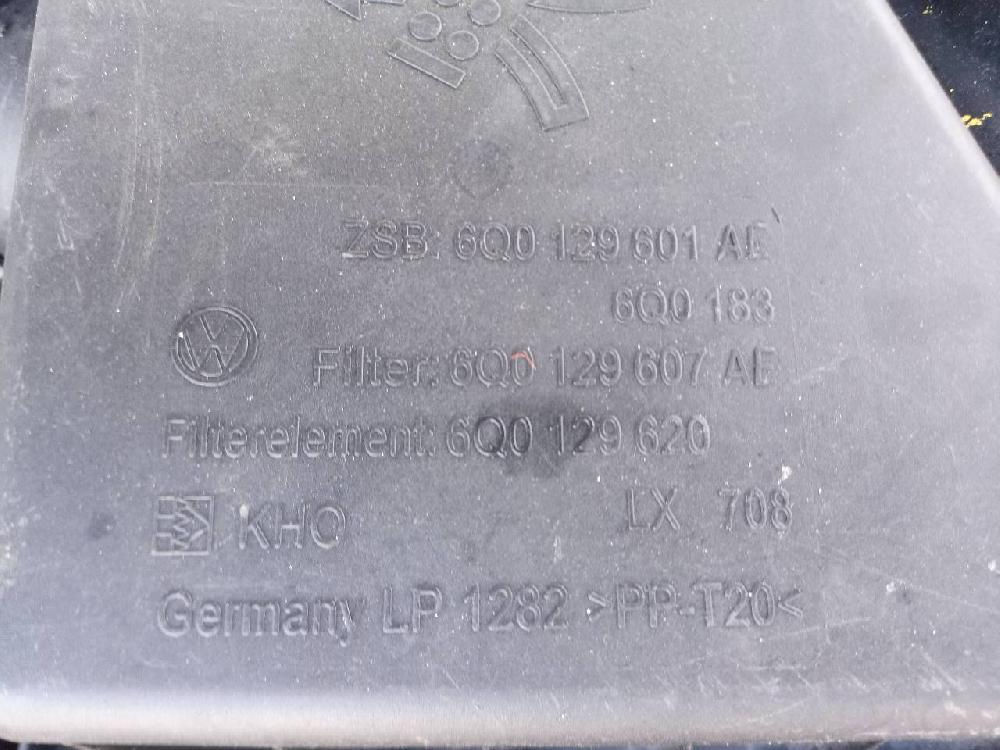 ZSB: 6Q0 129 601 AE
6Q0 183
Filter: 6Q0 129 607 AE
Filterelement: 6Q0 129 620
KHO LX 708
Germany LP 1282 >PP-T20<